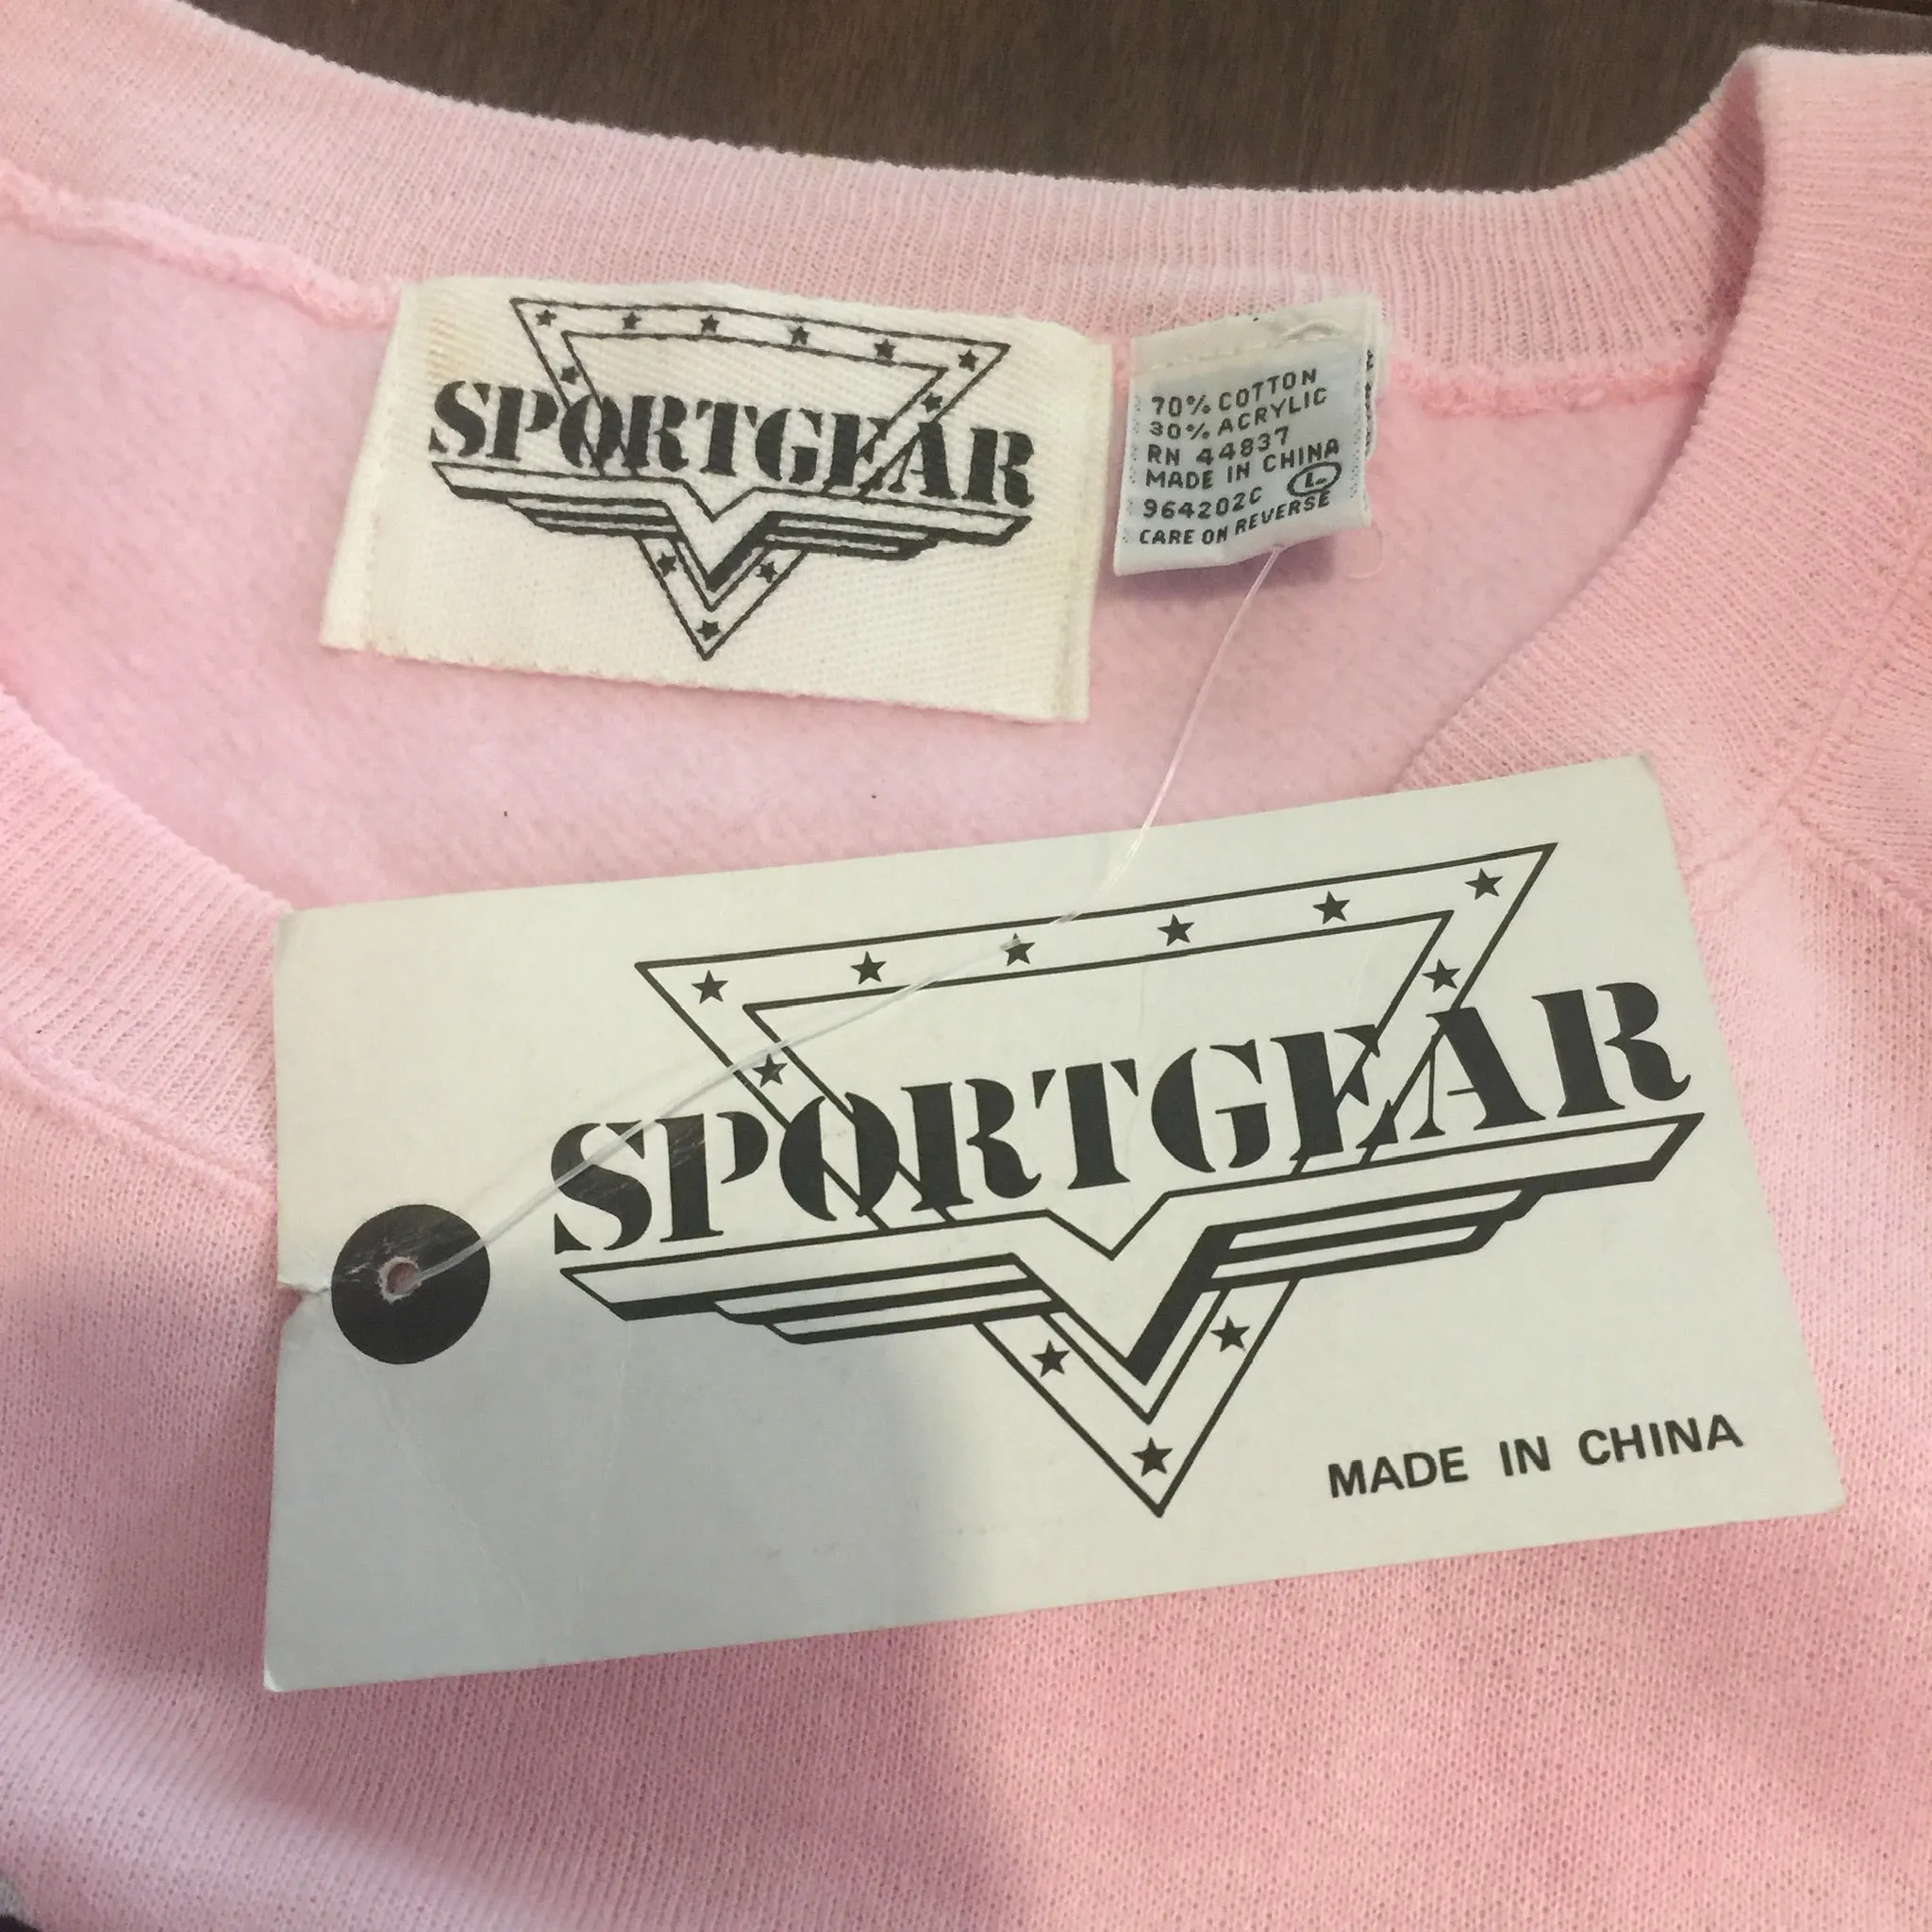 SPORTGEAR
70% COTTON
30% ACRYLIC
RN 44837
MADE IN CHINA
964202C L
CARE ON REVERSE
SPORTGEAR
MADE IN CHINA